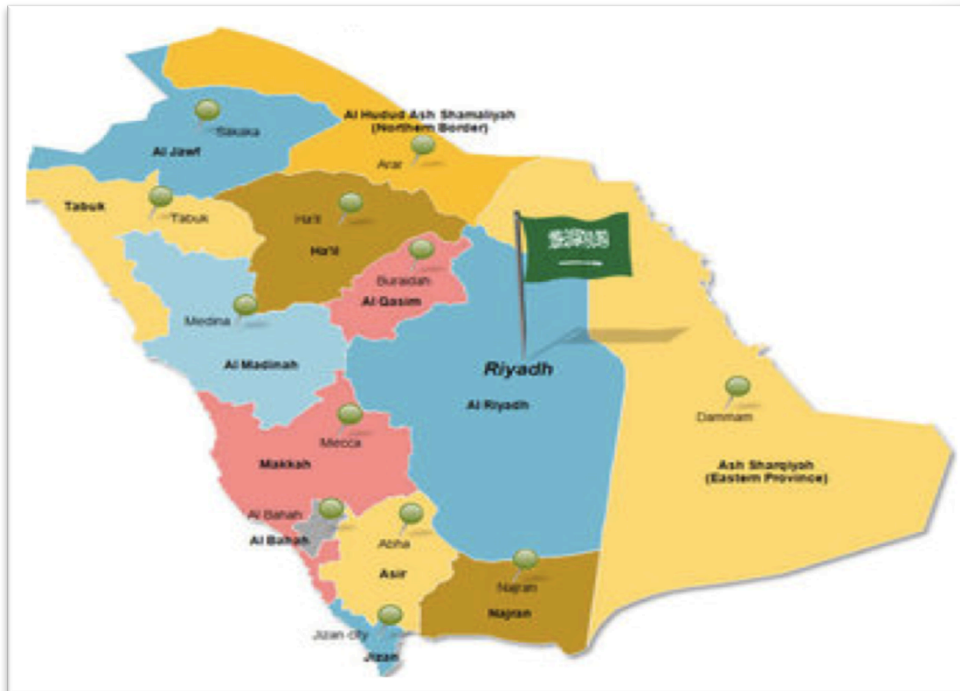 Al Hudud Ash Shamaliyah
(Northern Border)
Sakaka
Al Jawf
Arar
Tabuk
Tabuk
Ha'il
Ha'il
Buraidah
Al Qasim
Medina
Al Madinah
Riyadh
Al Riyadh
Dammam
Mecca
Makkah
Ash Sharqiyah
(Eastern Province)
Al Bahah
Al Bahah
Abha
Asir
Najran
Najran
Jizan city
Jizan